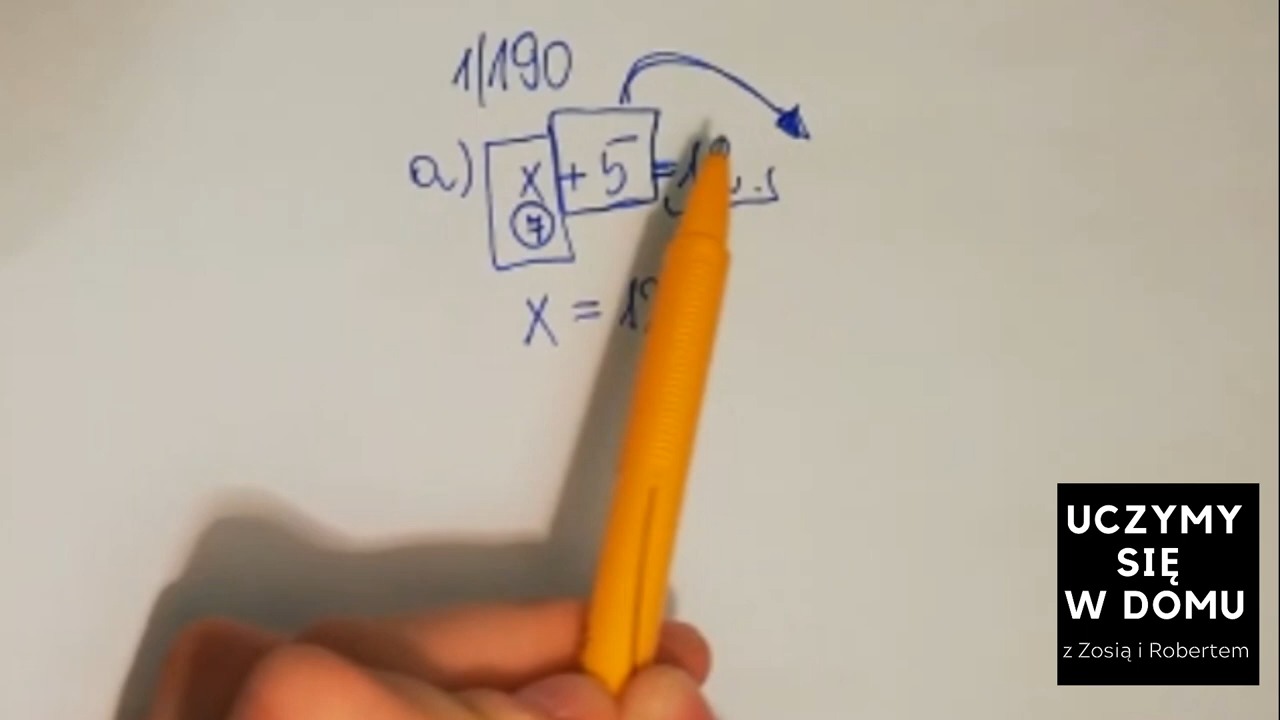 1/190
a) x + 5 =
7
x =
UCZYMY
SIĘ
W DOMU
z Zosią i Robertem